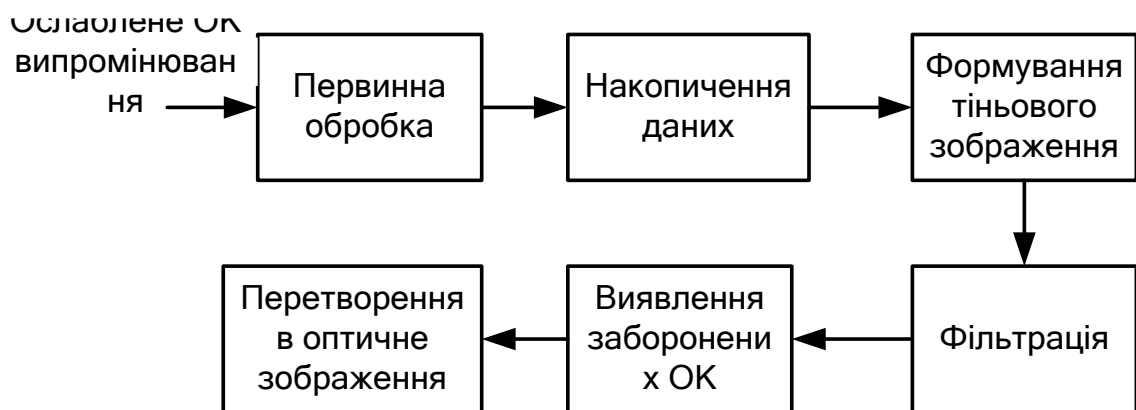 Ослаблене ОК
випромінюван
ня
Первинна
обробка
Накопичення
даних
Формування
тіньового
зображення
Перетворення
в оптичне
зображення
Виявлення
заборонени
х ОК
Фільтрація